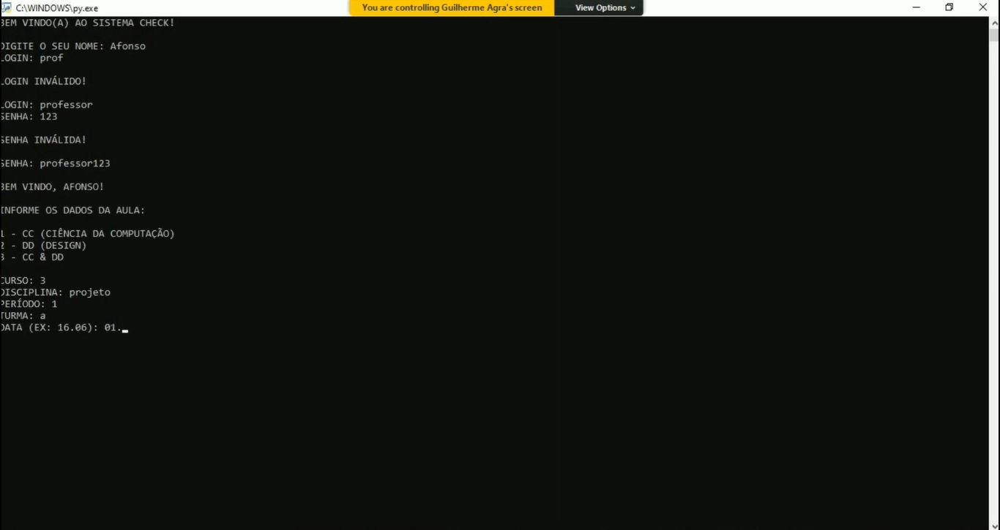 C:\WINDOWS\py.exe
You are controlling Guilherme Agra's screen
View Options
BEM VINDO(A) AO SISTEMA CHECK!
DIGITE O SEU NOME: Afonso
LOGIN: prof
LOGIN INVÁLIDO!
LOGIN: professor
SENHA: 123
SENHA INVÁLIDA!
SENHA: professor123
BEM VINDO, AFONSO!
INFORME OS DADOS DA AULA:
1 - CC (CIÊNCIA DA COMPUTAÇÃO)
2 - DD (DESIGN)
3 - CC & DD
CURSO: 3
DISCIPLINA: projeto
PERÍODO: 1
TURMA: a
DATA (EX: 16.06): 01._